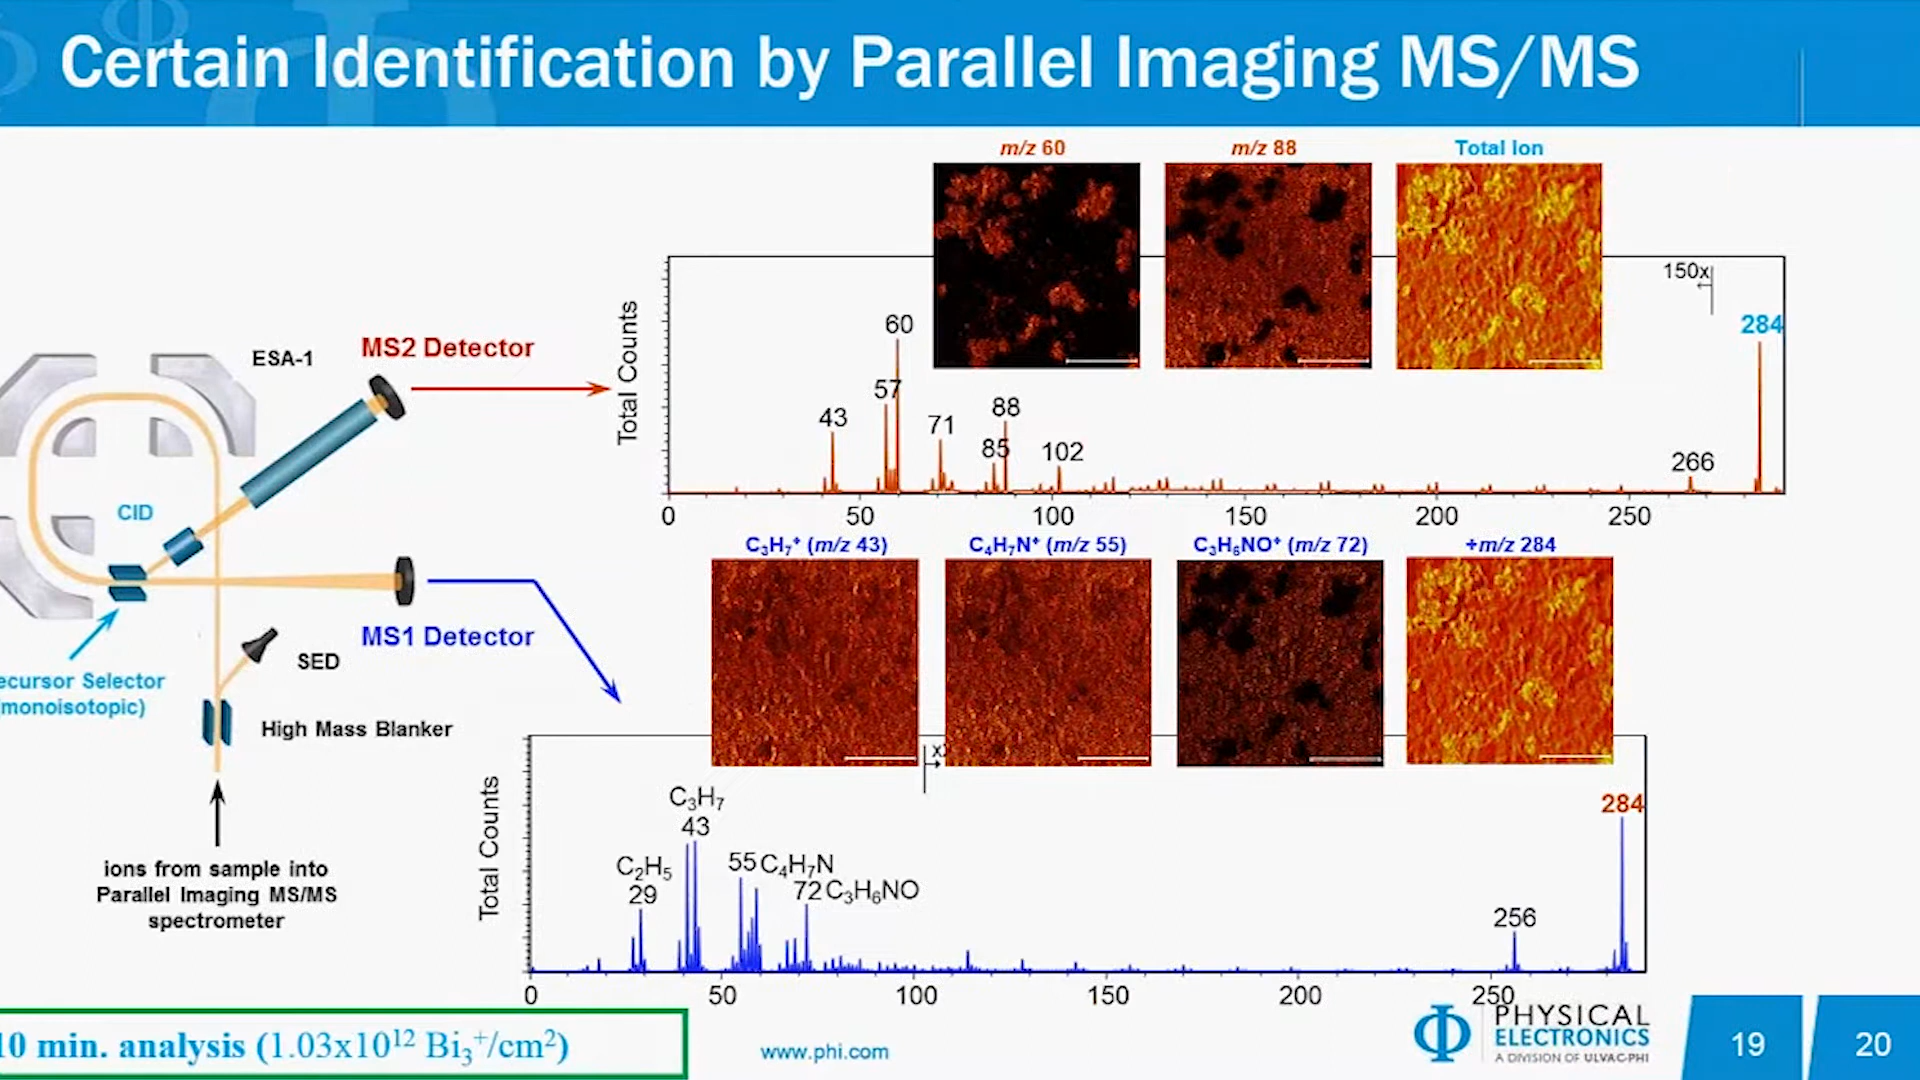 Certain Identification by Parallel Imaging MS/MS
m/z 60
m/z 88
Total Ion
150x
284
60
57
43
71
88
85
102
266
Total Counts
0 50 100 150 200 250
ESA-1
MS2 Detector
CID
MS1 Detector
SED
ecursor Selector
monoisotopic)
High Mass Blanker
ions from sample into
Parallel Imaging MS/MS
spectrometer
C₃H₇⁺ (m/z 43)
C₄H₇N⁺ (m/z 55)
C₃H₆NO⁺ (m/z 72)
+m/z 284
284
C₃H₇
43
C₂H₅
29
55 C₄H₇N
72 C₃H₆NO
256
Total Counts
0 50 100 150 200 250
10 min. analysis (1.03x10¹² Bi₃⁺/cm²)
www.phi.com
PHYSICAL
ELECTRONICS
A DIVISION OF ULVAC-PHI
19
20